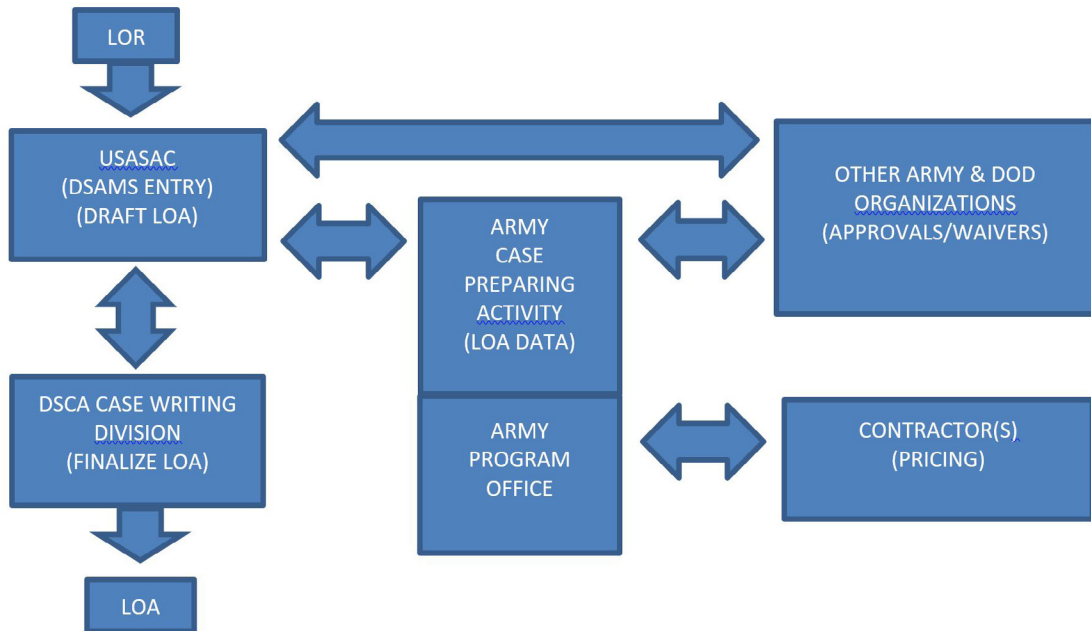 LOR
USASAC
(DSAMS ENTRY)
(DRAFT LOA)
OTHER ARMY & DOD
ORGANIZATIONS
(APPROVALS/WAIVERS)
ARMY
CASE
PREPARING
ACTIVITY
(LOA DATA)
DSCA CASE WRITING
DIVISION
(FINALIZE LOA)
ARMY
PROGRAM
OFFICE
CONTRACTOR(S)
(PRICING)
LOA